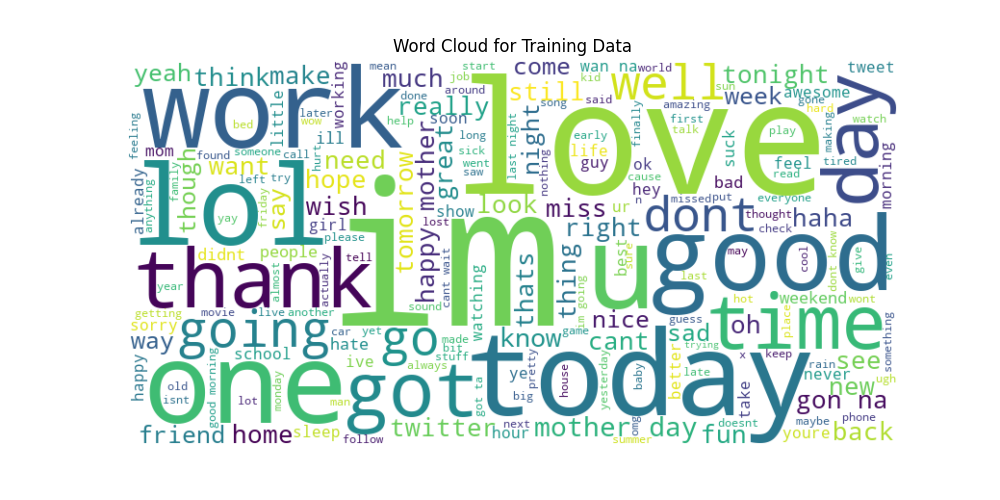 Word Cloud for Training Data
yeah
think
make
mean
much
job
start
come
wan na
world
well
kid
sun
tonight
tweet
work
done
around
really
still
song
said
week
amazing
awesome
gone
hard
watch
day
feeling
bed
wow
later
little
working
help
soon
long
sick
went
saw
last night
night
early
life
guy
nothing
finally
first
talk
suck
play
making
love
mom
found
someone
call
ill
hurt
need
mother
great
ok
hey
cause
bad
feel
read
tired
morning
already
anything
family
though
want
left
try
hope
tomorrow
happy
look
miss
ur
n
missed
put
everyone
lol
yay
friday
say
wish
girl
lost
show
right
dont
thought
check
haha
didnt
people
please
tell
im
cant wait
watching
thats
thing
best
sure
u
good
may
cool
dont know
give
even
thank
year
almost
actually
sound
im going
last
hot
weekend
wont
getting
movie
live
another
game
nice
guess
oh
time
place
something
sorry
way
going
car
yet
go
made
know
cant
sad
x
keep
see
school
hate
bit
stuff
ive
always
trying
rain
never
ugh
happy
old
isnt
good morning
lot
monday
man
one
got
got ta
yes
pretty
big
today
house
yesterday
baby
better
late
take
new
gon na
friend
home
sleep
follow
twitter
hour
next
mother day
omg
summer
doesnt
fun
youre
maybe
phone
back